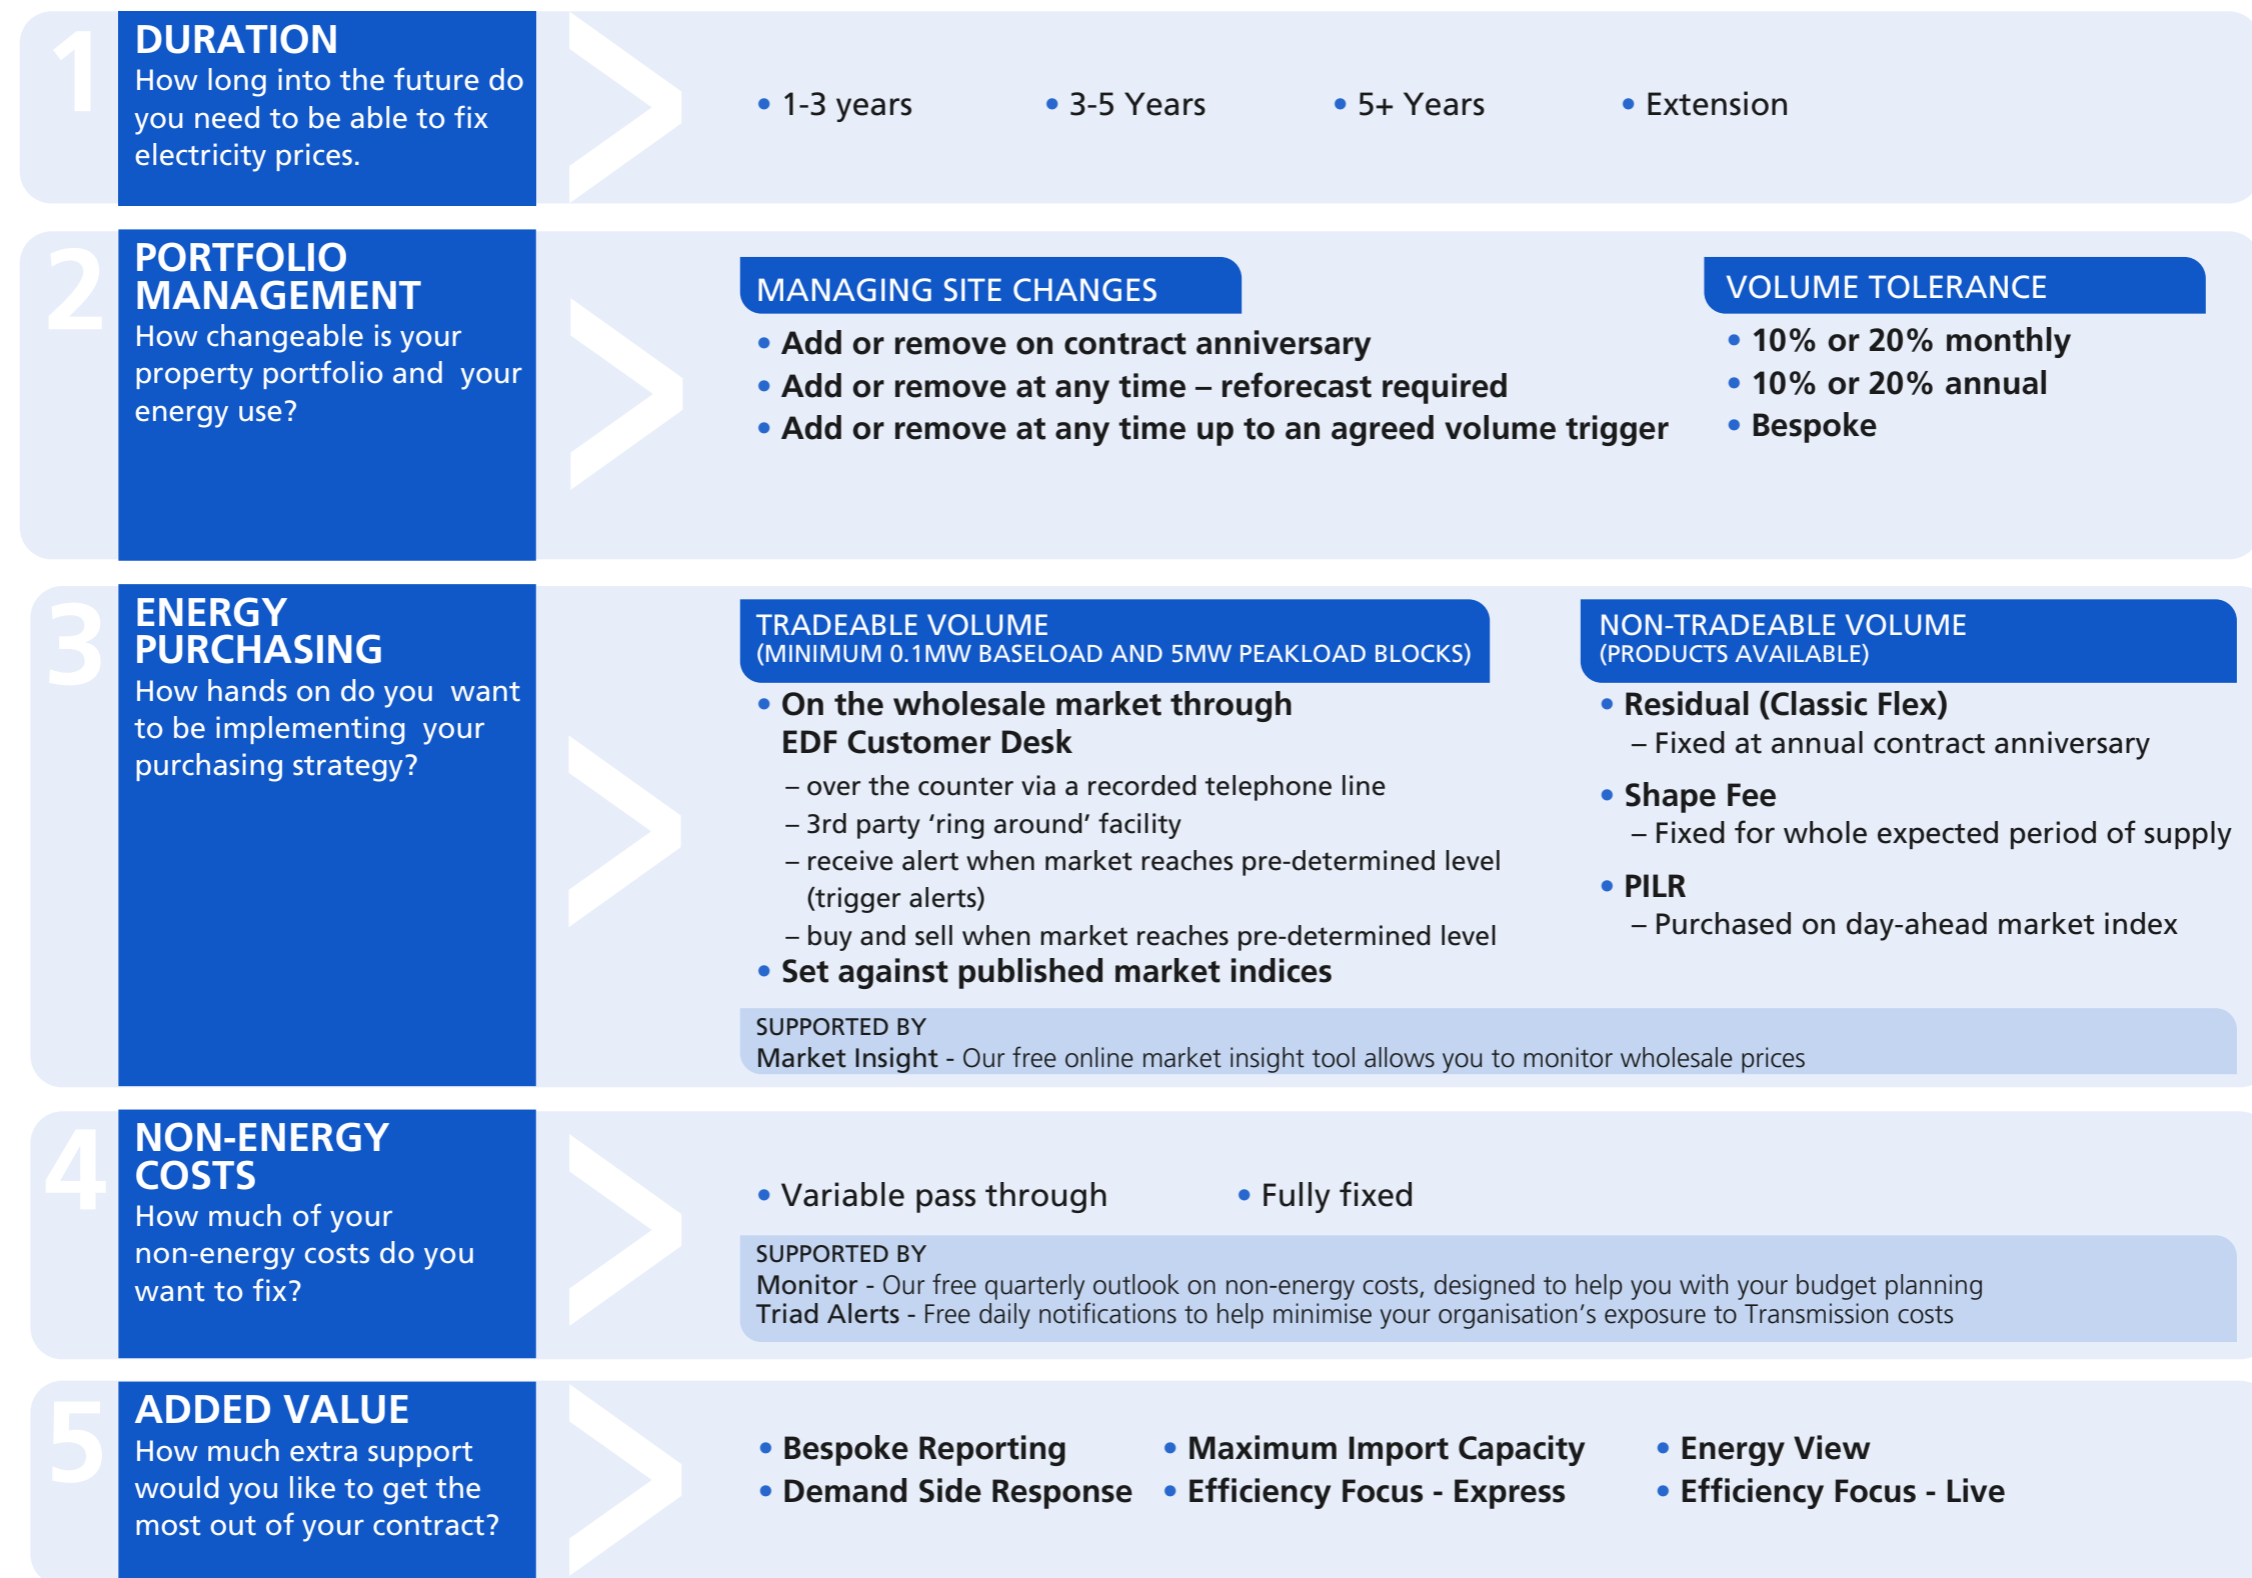 1
DURATION
How long into the future do
you need to be able to fix
electricity prices.
• 1-3 years
• 3-5 Years
• 5+ Years
• Extension
2
PORTFOLIO
MANAGEMENT
How changeable is your
property portfolio and your
energy use?
MANAGING SITE CHANGES
• Add or remove on contract anniversary
• Add or remove at any time – reforecast required
• Add or remove at any time up to an agreed volume trigger
VOLUME TOLERANCE
• 10% or 20% monthly
• 10% or 20% annual
• Bespoke
3
ENERGY
PURCHASING
How hands on do you want
to be implementing your
purchasing strategy?
TRADEABLE VOLUME
(MINIMUM 0.1MW BASELOAD AND 5MW PEAKLOAD BLOCKS)
• On the wholesale market through
EDF Customer Desk
– over the counter via a recorded telephone line
– 3rd party ‘ring around’ facility
– receive alert when market reaches pre-determined level
(trigger alerts)
– buy and sell when market reaches pre-determined level
• Set against published market indices
NON-TRADEABLE VOLUME
(PRODUCTS AVAILABLE)
• Residual (Classic Flex)
– Fixed at annual contract anniversary
• Shape Fee
– Fixed for whole expected period of supply
• PILR
– Purchased on day-ahead market index
SUPPORTED BY
Market Insight - Our free online market insight tool allows you to monitor wholesale prices
4
NON-ENERGY
COSTS
How much of your
non-energy costs do you
want to fix?
• Variable pass through
• Fully fixed
SUPPORTED BY
Monitor - Our free quarterly outlook on non-energy costs, designed to help you with your budget planning
Triad Alerts - Free daily notifications to help minimise your organisation’s exposure to Transmission costs
5
ADDED VALUE
How much extra support
would you like to get the
most out of your contract?
• Bespoke Reporting
• Maximum Import Capacity
• Energy View
• Demand Side Response
• Efficiency Focus - Express
• Efficiency Focus - Live